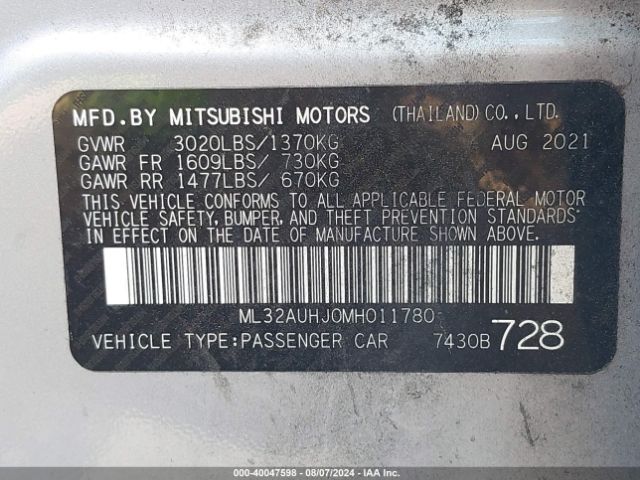 MFD.BY MITSUBISHI MOTORS (THAILAND) CO., LTD.
GVWR 3020LBS/1370KG AUG 2021
GAWR FR 1609LBS/ 730KG
GAWR RR 1477LBS/ 670KG
THIS VEHICLE CONFORMS TO ALL APPLICABLE FEDERAL MOTOR
VEHICLE SAFETY, BUMPER, AND THEFT PREVENTION STANDARDS
IN EFFECT ON THE DATE OF MANUFACTURE SHOWN ABOVE.
ML32AUHJ0MH011780
VEHICLE TYPE:PASSENGER CAR 7430B 728
000-40047598 - 08/07/2024 - IAA Inc.